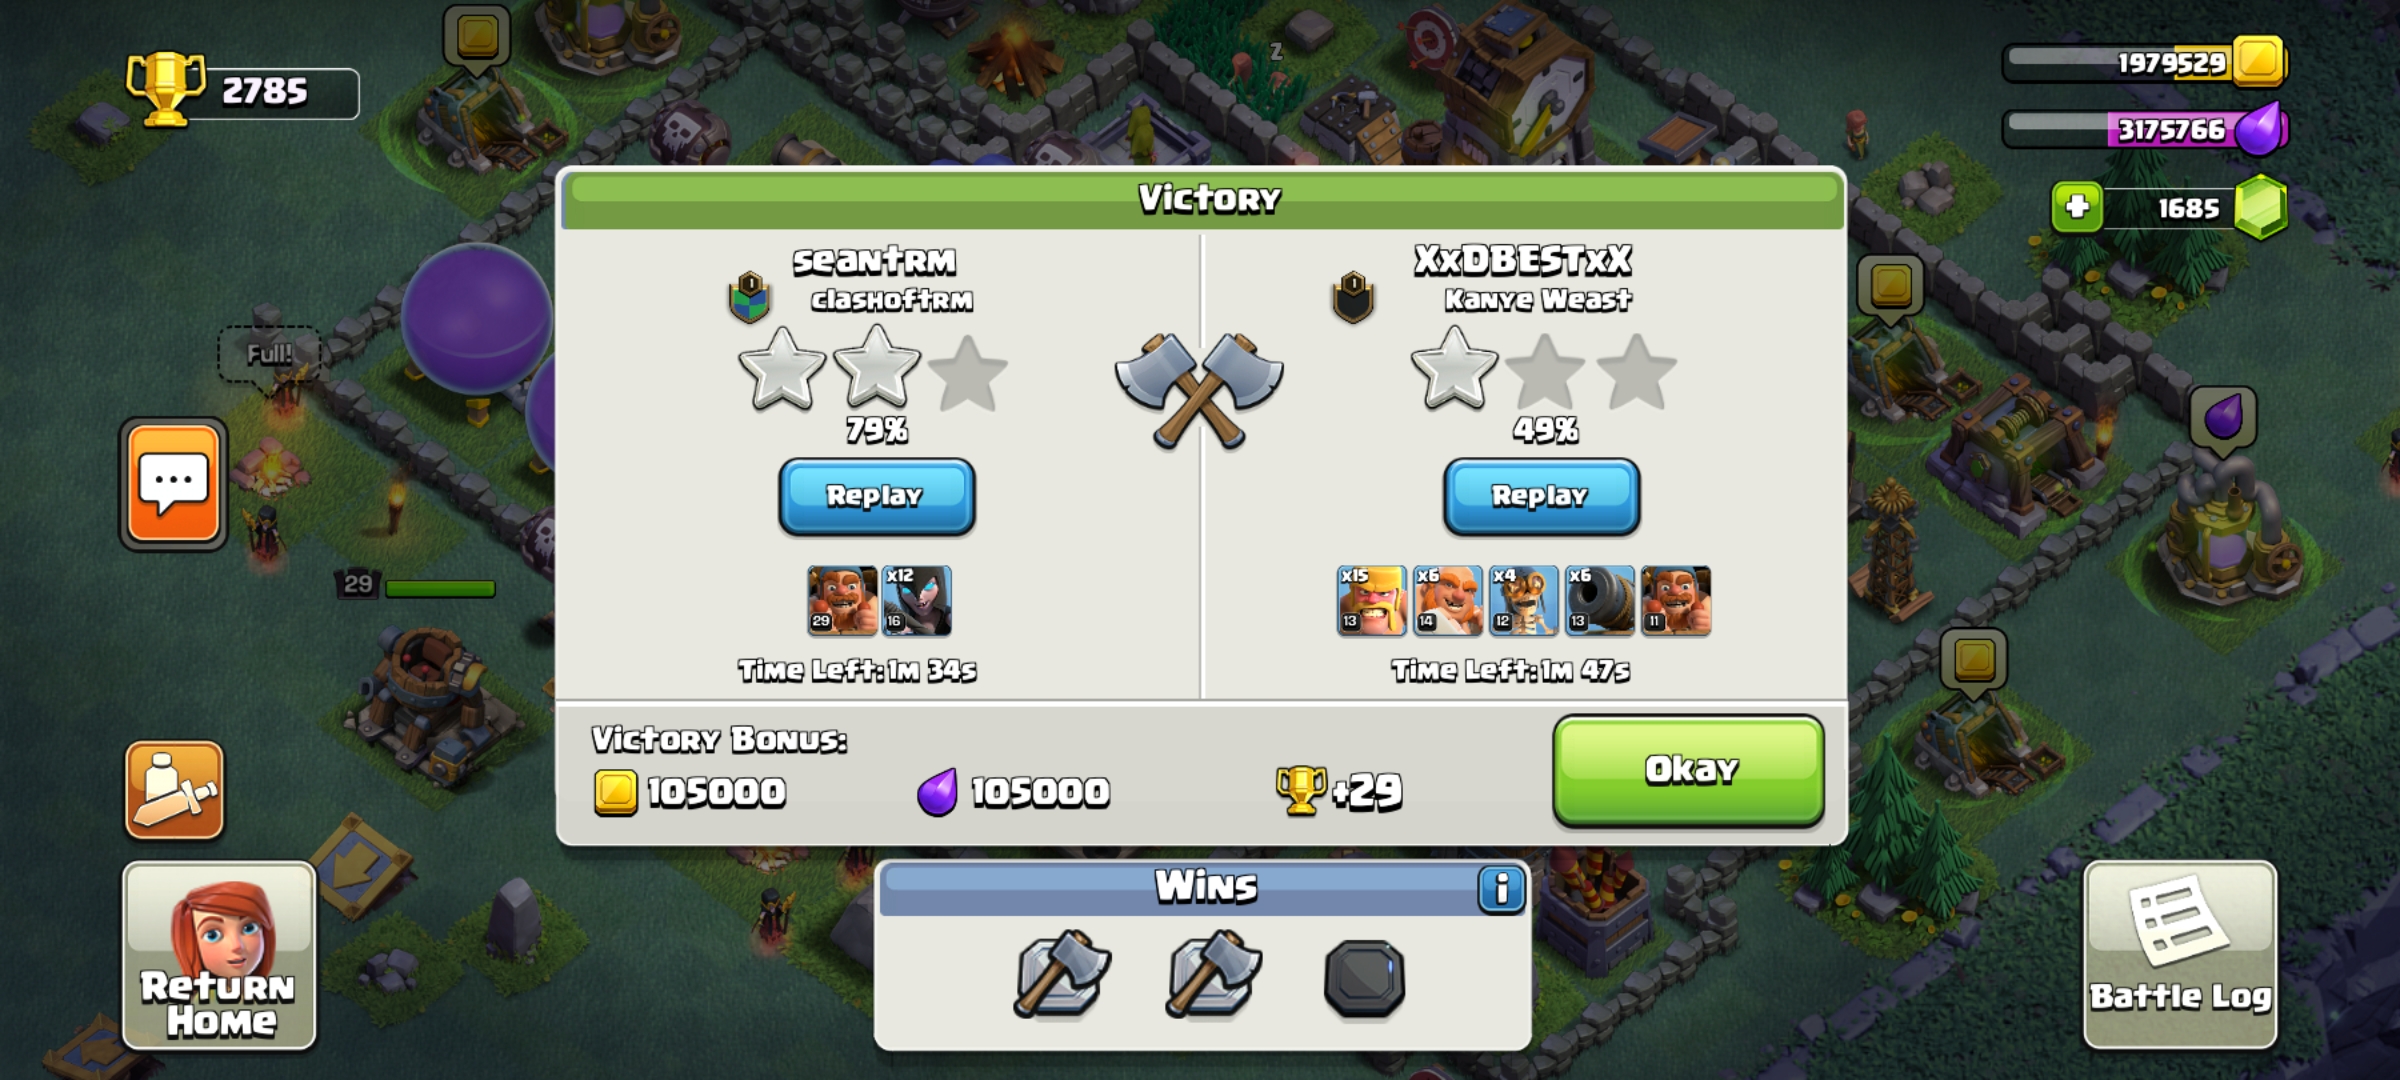 2785
1979529
3175766
1685
z
Full!
29
Victory
seantRM
clashoftRM
1
79%
Replay
29
x12
16
Time Left:1m 34s
XxDBESTxX
Kanye Weast
1
49%
Replay
x15
13
x6
14
x4
12
x6
13
11
Time Left:1m 47s
Victory Bonus:
105000
105000
+29
Okay
Wins
i
Return
Home
Battle Log